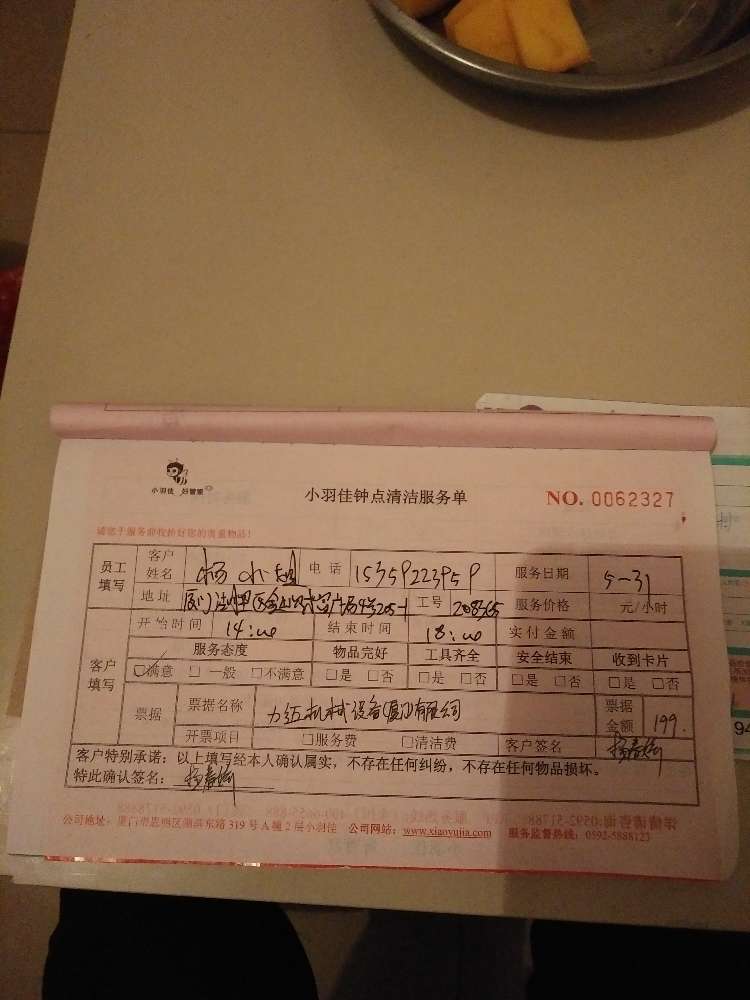 小羽佳 好管家
小羽佳钟点清洁服务单
NO. 0062327
请您于服务前收拾好您的贵重物品!
员工填写 客户姓名 杨小姐 电话 15359223959 服务日期 5-31
地址 工号 服务价格 元/小时
客户填写 开始时间 14:00 结束时间 18:00 实付金额
服务态度 物品完好 工具齐全 安全结束 收到卡片
☑满意 □一般 □不满意 □是 □否 □是 □否 □是 □否 □是 □否
票据 票据名称 机械设备(厦门)有限公司 票据金额 199.
开票项目 □服务费 □清洁费 客户签名
客户特别承诺:以上填写经本人确认属实,不存在任何纠纷,不存在任何物品损坏。
特此确认签名:
公司地址:厦门市思明区湖滨东路 319 号 A 幢 2 层小羽佳 公司网站:www.xiaoyujia.com 服务监督热线:0592-5888123
94